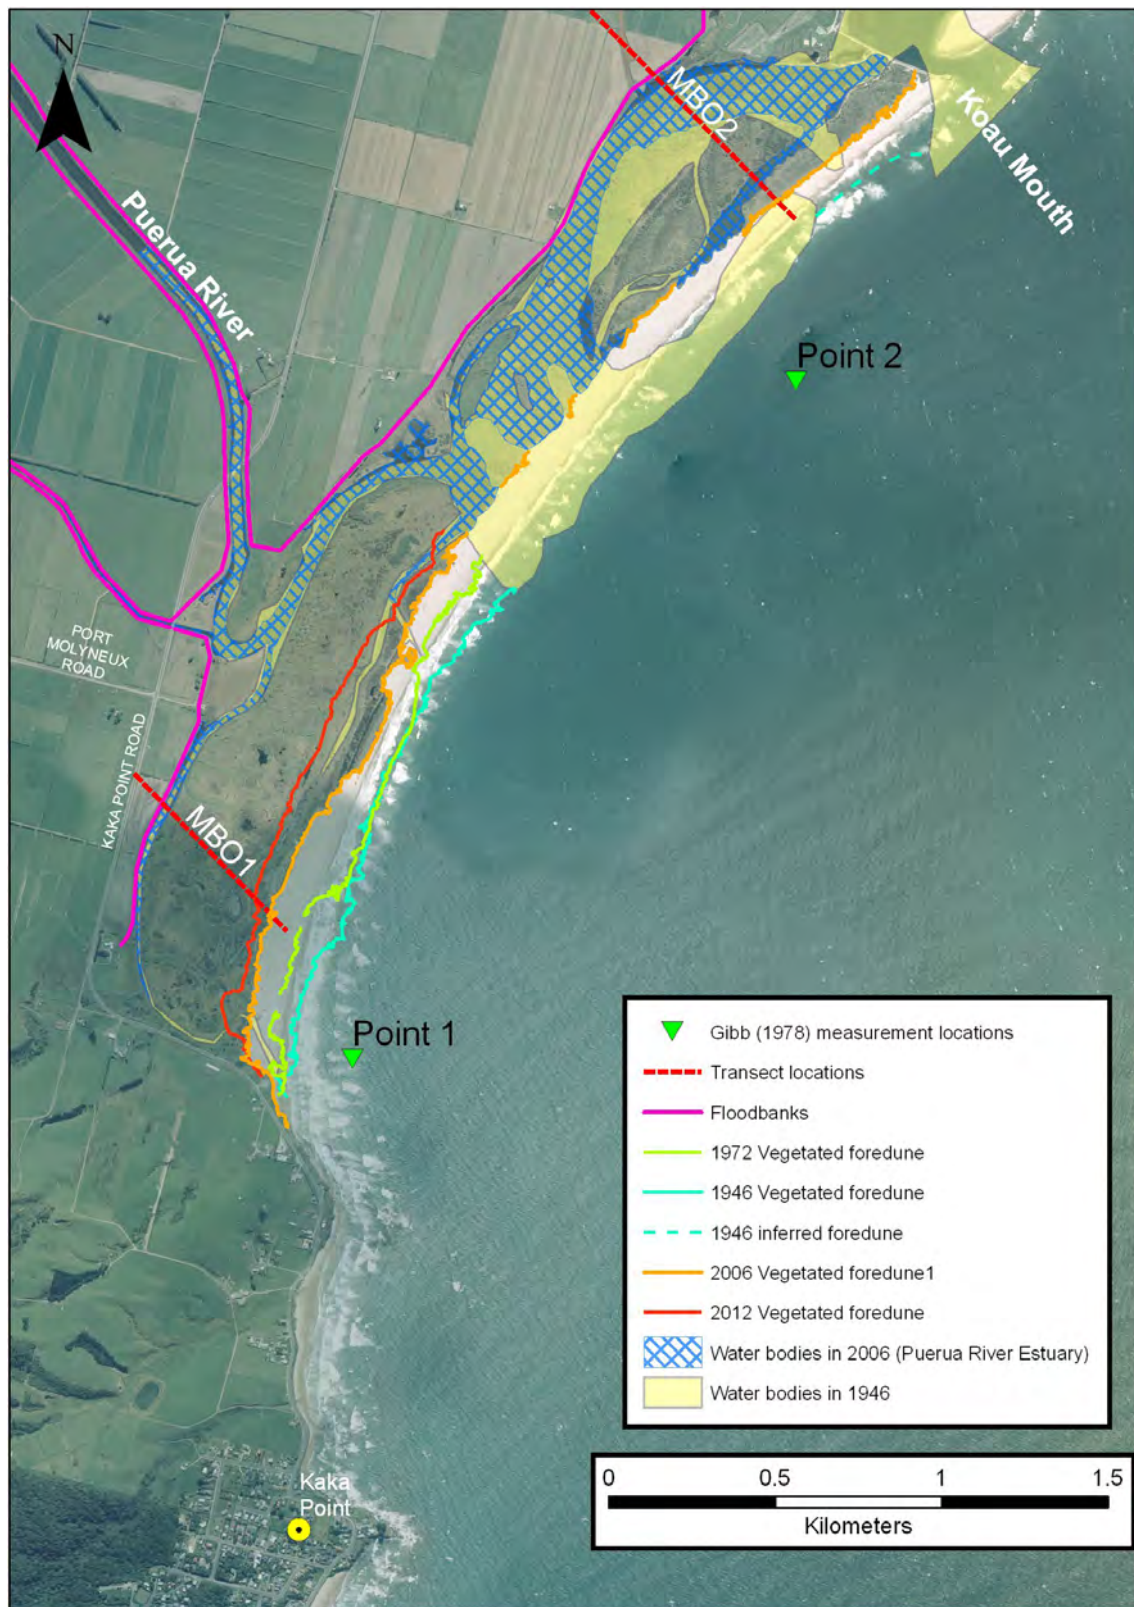 N
MBO2
Koau Mouth
Puerua River
Point 2
PORT
MOLYNEUX
ROAD
KAKA POINT ROAD
MBO1
Point 1
Gibb (1978) measurement locations
Transect locations
Floodbanks
1972 Vegetated foredune
1946 Vegetated foredune
1946 inferred foredune
2006 Vegetated foredune1
2012 Vegetated foredune
Water bodies in 2006 (Puerua River Estuary)
Water bodies in 1946
0 0.5 1 1.5
Kilometers
Kaka
Point